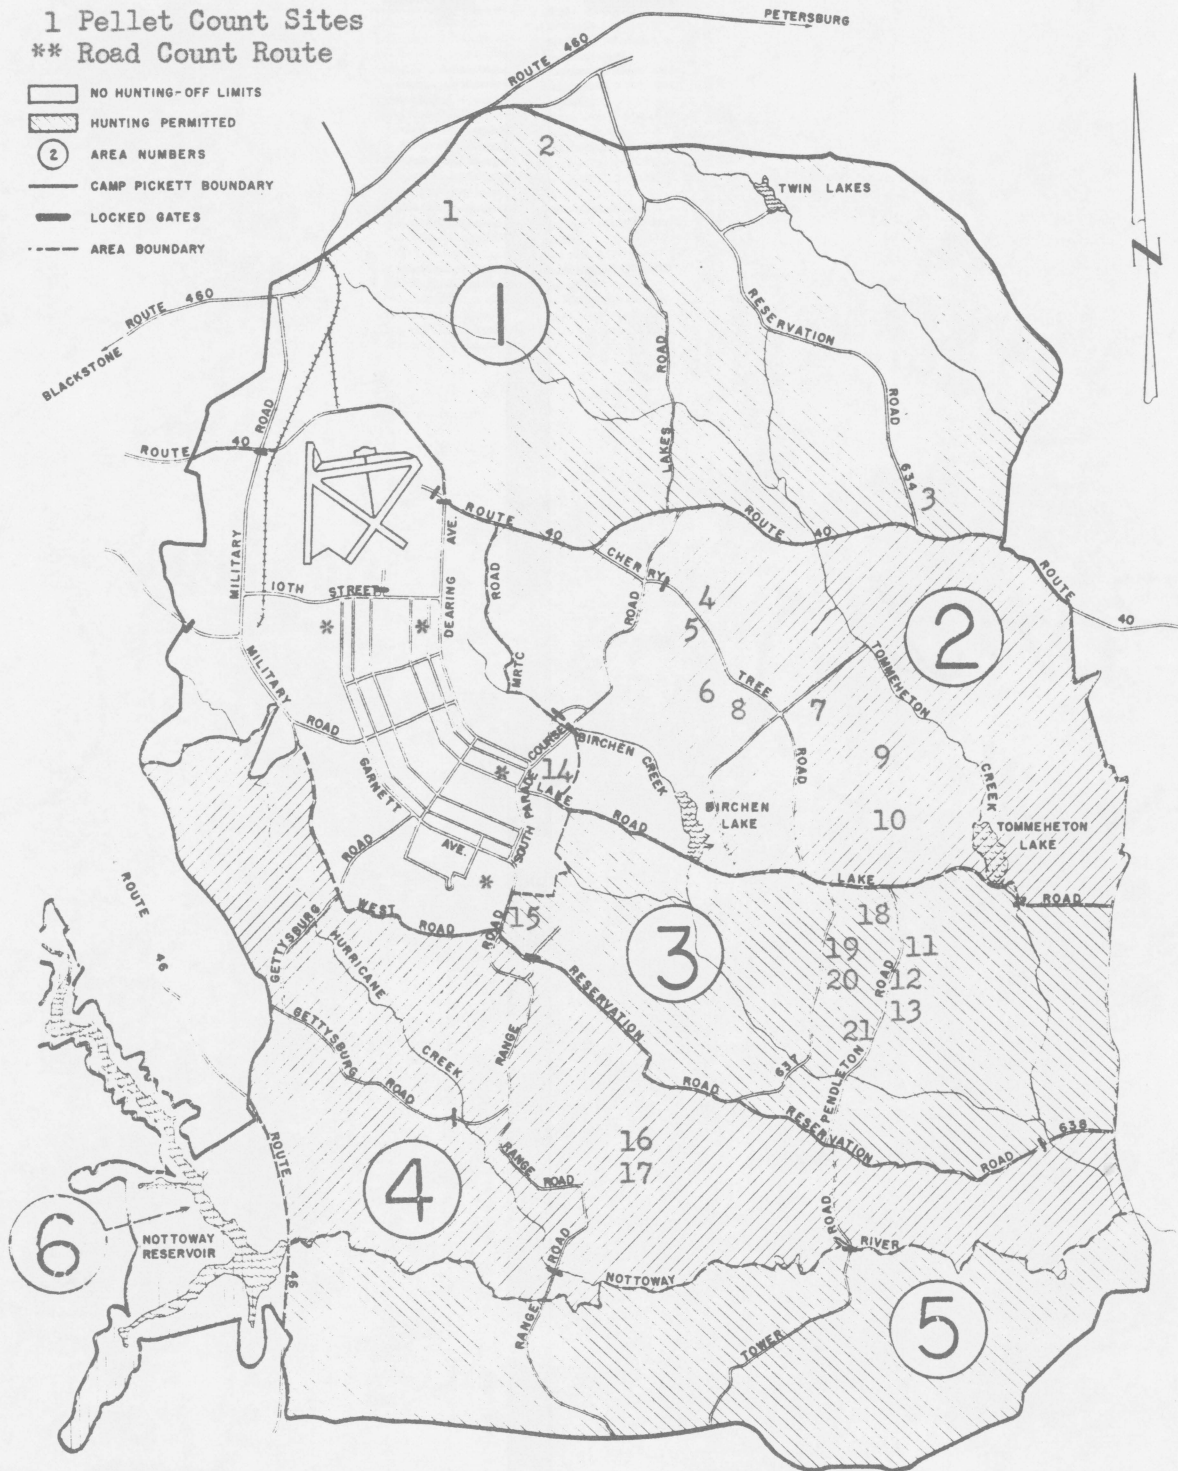 1 Pellet Count Sites
** Road Count Route
NO HUNTING-OFF LIMITS
HUNTING PERMITTED
2 AREA NUMBERS
CAMP PICKETT BOUNDARY
LOCKED GATES
AREA BOUNDARY
PETERSBURG
ROUTE 460
2
TWIN LAKES
1
N
1
ROUTE 460
BLACKSTONE
RESERVATION
ROAD
ROAD
634
LAKES
ROAD
3
ROUTE 40
MILITARY ROAD
ROUTE 40
ROUTE 40
DEARING AVE.
CHERRY
TREE
ROAD
ROUTE
40
10TH STREET
ROAD
MRTC
ROAD
4
5
2
*
*
MILITARY
ROAD
6
8
7
TOMMEHETON
CREEK
9
10
BIRCHEN
CREEK
COURSE
14
*
GARNETT
AVE.
SOUTH PARADE
LAKE
ROAD
BIRCHEN
LAKE
TOMMEHETON
LAKE
ROAD
*
LAKE
ROAD
WEST
ROAD
ROAD
15
3
18
19
11
20
12
13
21
ROAD
PENDLETON
ROUTE
46
GETTYSBURG
HURRICANE
CREEK
GETTYSBURG
ROAD
RANGE
RESERVATION
ROAD
637
RESERVATION
ROAD
638
16
17
ROUTE
46
4
RANGE
ROAD
ROAD
RANGE
ROAD
6
NOTTOWAY
RESERVOIR
NOTTOWAY
RIVER
5
TOWER